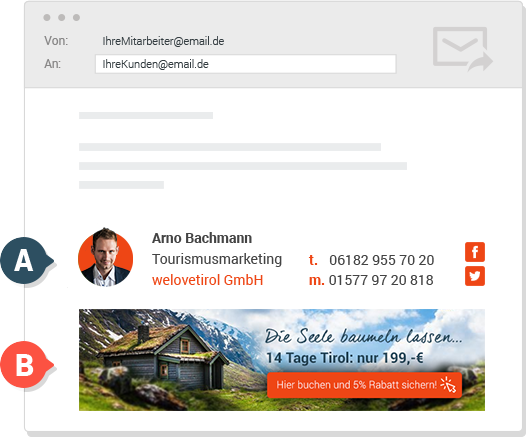 Von: IhreMitarbeiter@email.de
An: IhreKunden@email.de
A
Arno Bachmann
Tourismusmarketing
welovetirol GmbH
t. 06182 955 70 20
m. 01577 97 20 818
B
Die Seele baumeln lassen...
14 Tage Tirol: nur 199,-€
Hier buchen und 5% Rabatt sichern!